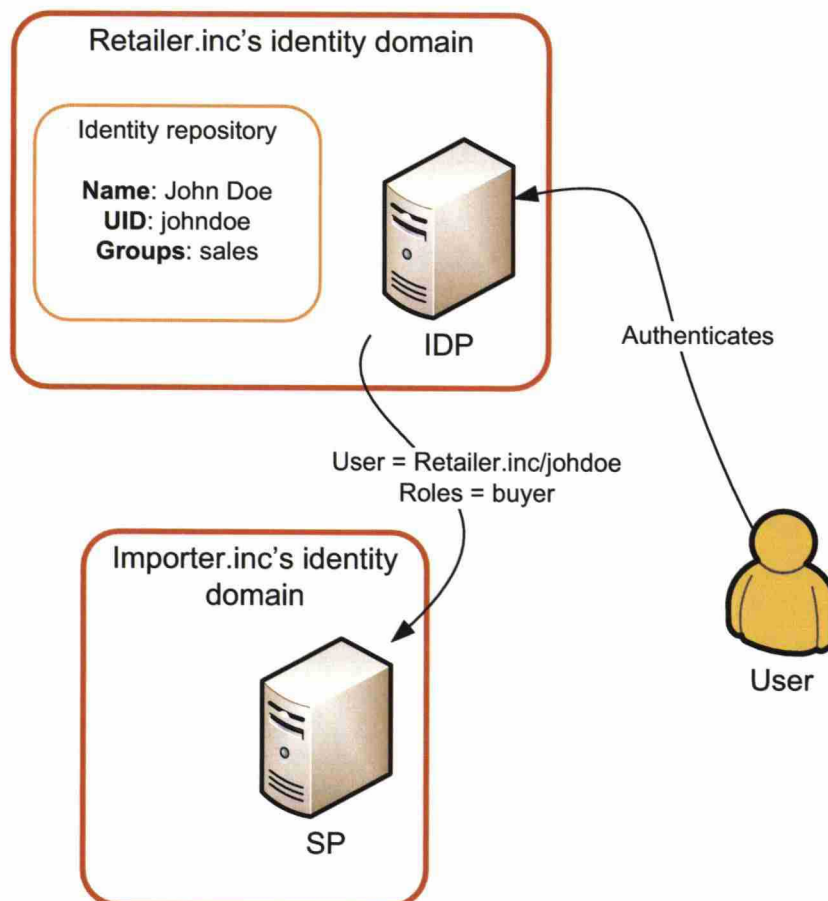 Retailer.inc's identity domain
Identity repository
Name: John Doe
UID: johndoe
Groups: sales
IDP
Authenticates
User = Retailer.inc/johdoe
Roles = buyer
Importer.inc's identity
domain
SP
User